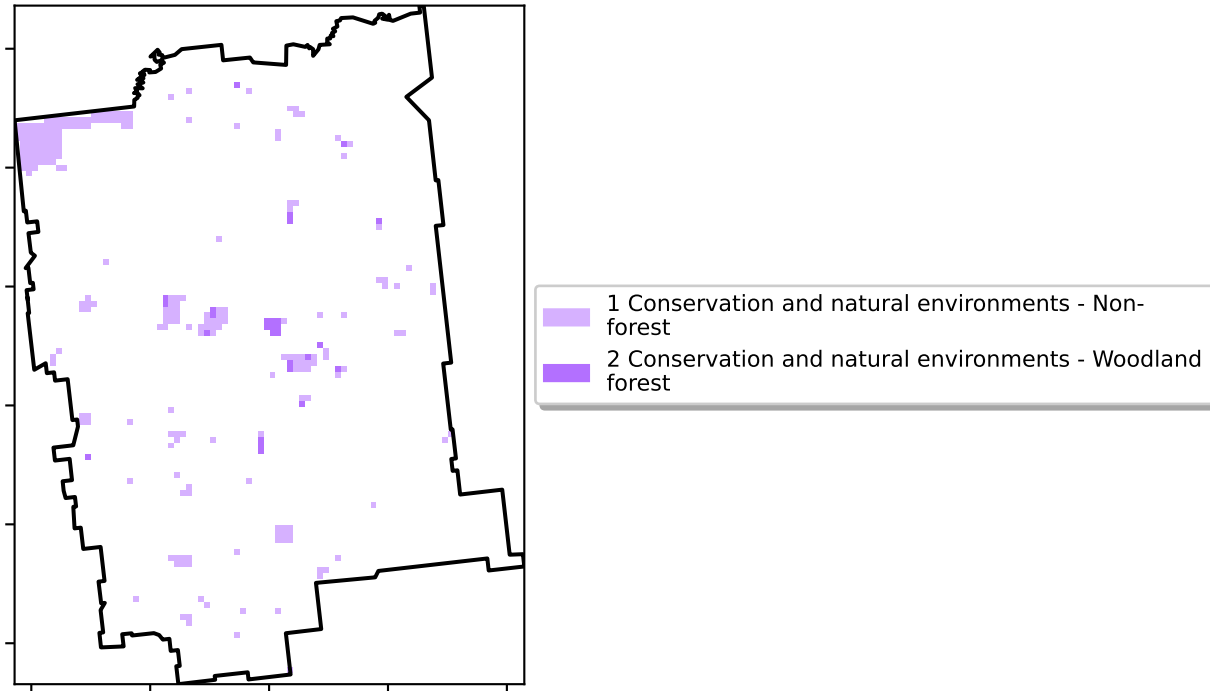 1 Conservation and natural environments - Non-
forest
2 Conservation and natural environments - Woodland
forest